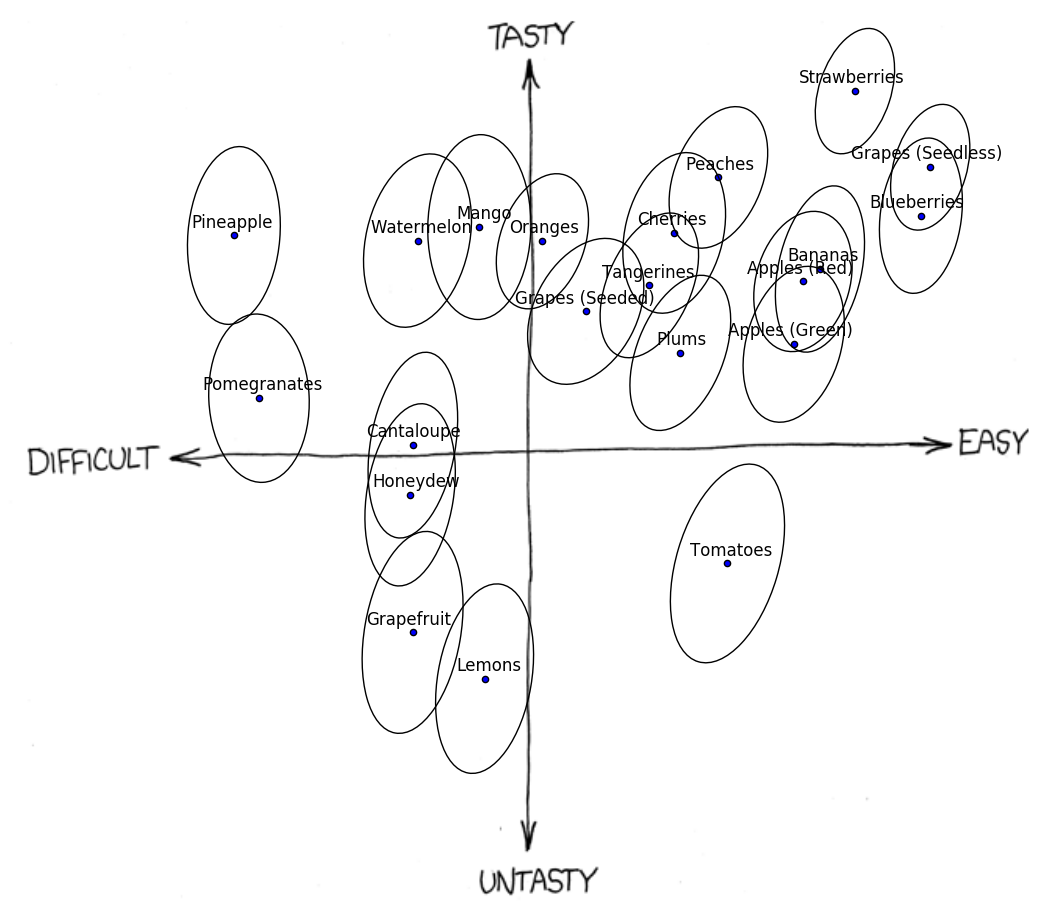 TASTY
Strawberries
Grapes (Seedless)
Peaches
Blueberries
Pineapple
Mango
Cherries
Watermelon
Oranges
Bananas
Apples (Red)
Tangerines
Grapes (Seeded)
Apples (Green)
Plums
Pomegranates
Cantaloupe
DIFFICULT
EASY
Honeydew
Tomatoes
Grapefruit
Lemons
UNTASTY